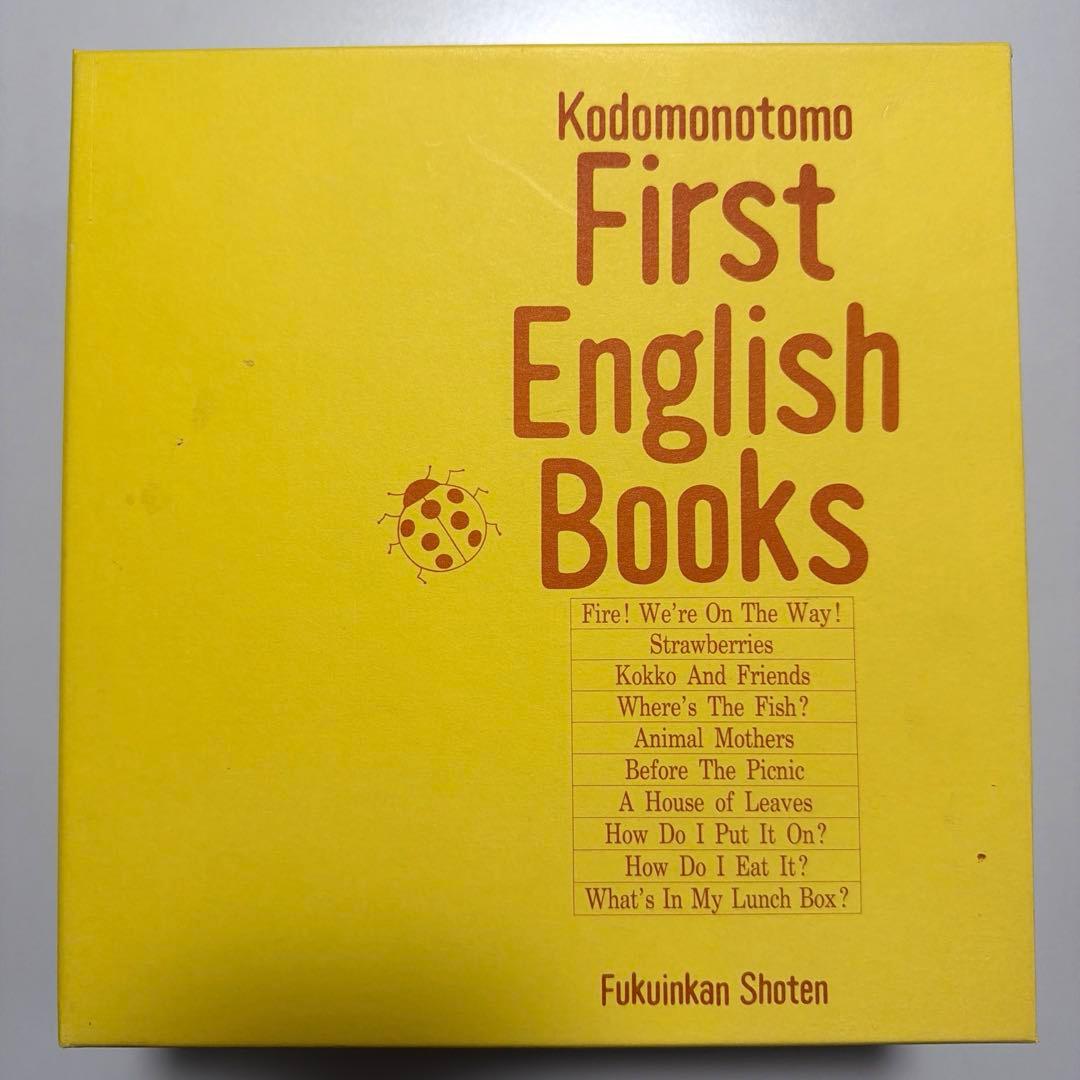 Kodomonotomo
First
English
Books
Fire! We're On The Way!
Strawberries
Kokko And Friends
Where's The Fish?
Animal Mothers
Before The Picnic
A House of Leaves
How Do I Put It On?
How Do I Eat It?
What's In My Lunch Box?
Fukuinkan Shoten